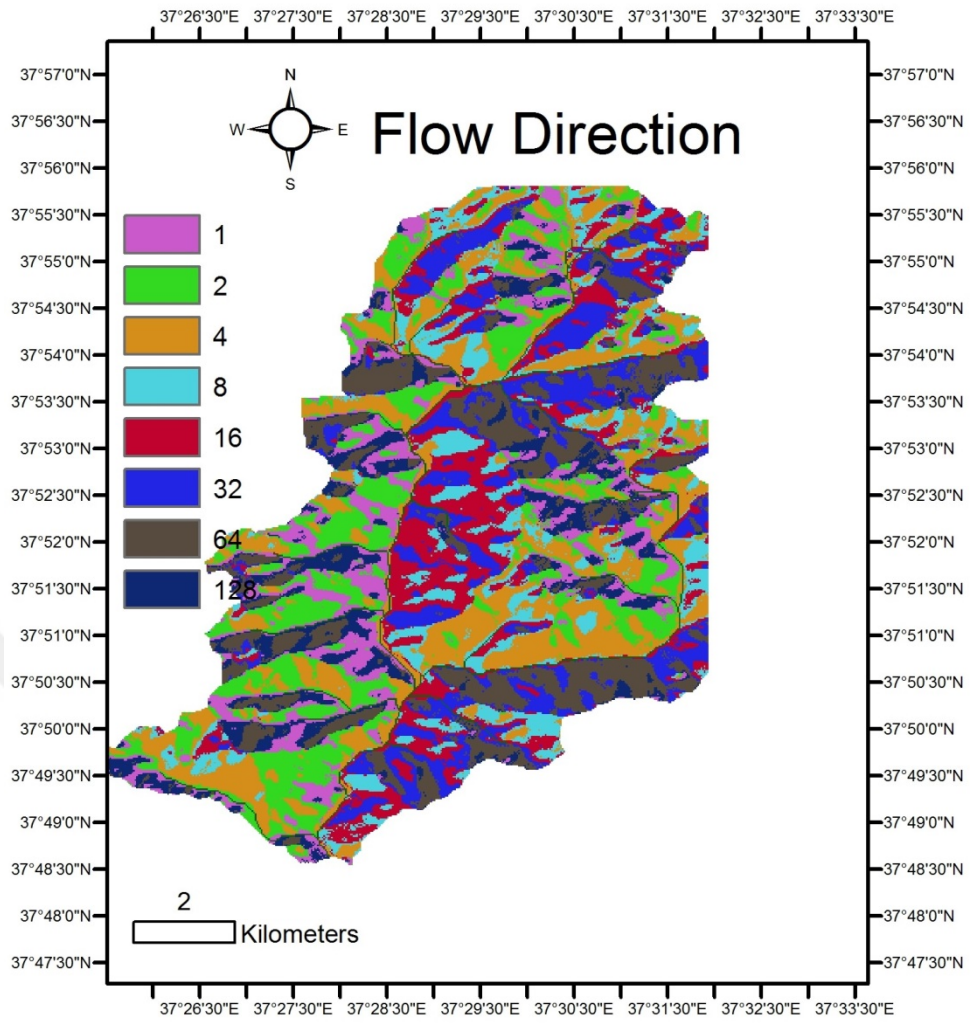 37°26'30"E 37°27'30"E 37°28'30"E 37°29'30"E 37°30'30"E 37°31'30"E 37°32'30"E 37°33'30"E
37°57'0"N 37°57'0"N
N
37°56'30"N W E Flow Direction 37°56'30"N
37°56'0"N 37°56'0"N
S
37°55'30"N 37°55'30"N
1
37°55'0"N 37°55'0"N
2
37°54'30"N 37°54'30"N
4
37°54'0"N 37°54'0"N
8
37°53'30"N 37°53'30"N
16
37°53'0"N 37°53'0"N
32
37°52'30"N 37°52'30"N
64
37°52'0"N 37°52'0"N
128
37°51'30"N 37°51'30"N
37°51'0"N 37°51'0"N
37°50'30"N 37°50'30"N
37°50'0"N 37°50'0"N
37°49'30"N 37°49'30"N
37°49'0"N 37°49'0"N
37°48'30"N 37°48'30"N
2
37°48'0"N 37°48'0"N
Kilometers
37°47'30"N 37°47'30"N
37°26'30"E 37°27'30"E 37°28'30"E 37°29'30"E 37°30'30"E 37°31'30"E 37°32'30"E 37°33'30"E